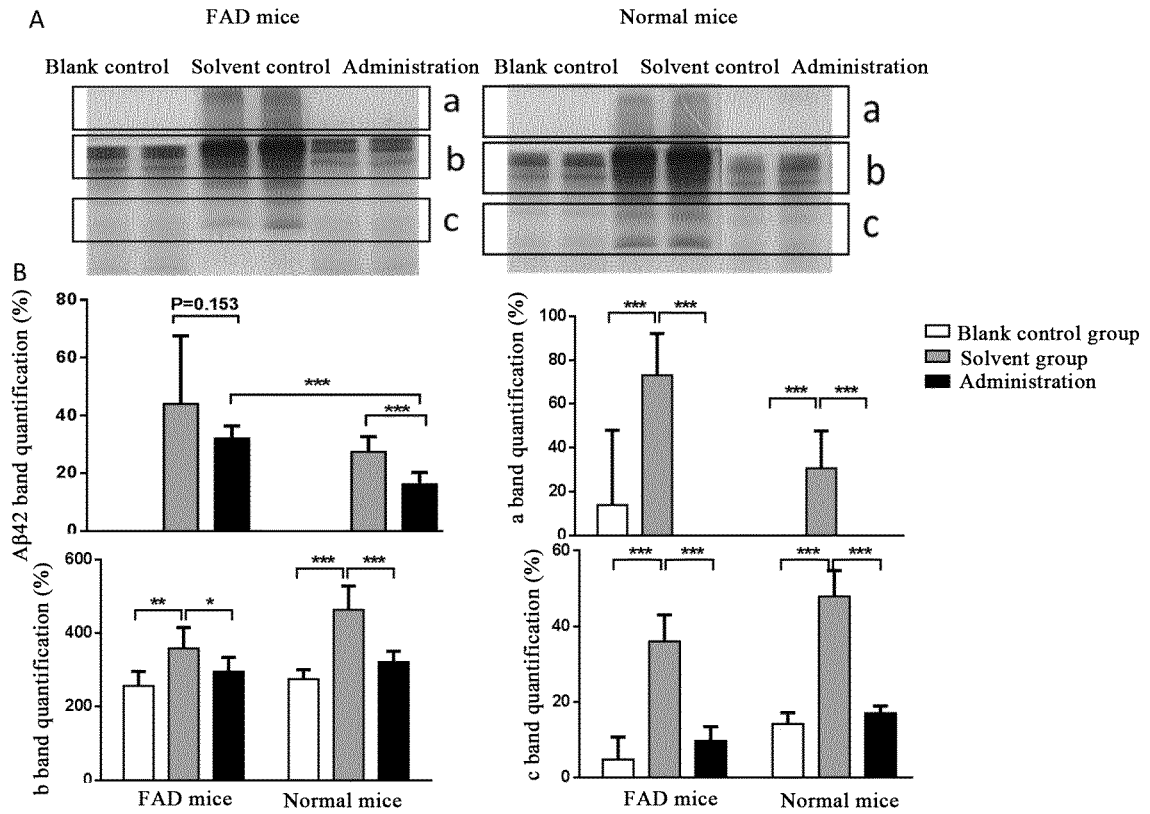 A
FAD mice
Normal mice
Blank control Solvent control Administration
Blank control Solvent control Administration
a
b
c
a
b
c
B
Aβ42 band quantification (%)
80
60
40
20
0
P=0.153
***
***
a band quantification (%)
100
80
60
40
20
0
*** ***
*** ***
Blank control group
Solvent group
Administration
b band quantification (%)
600
400
200
0
** *
*** ***
FAD mice Normal mice
c band quantification (%)
60
40
20
0
*** ***
*** ***
FAD mice Normal mice